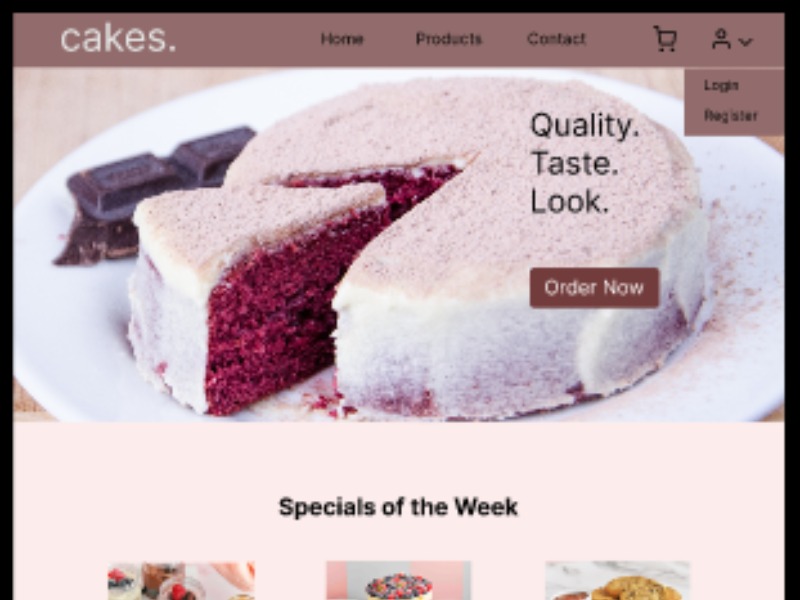 cakes.
Home
Products
Contact
Login
Register
Quality.
Taste.
Look.
Order Now
Specials of the Week